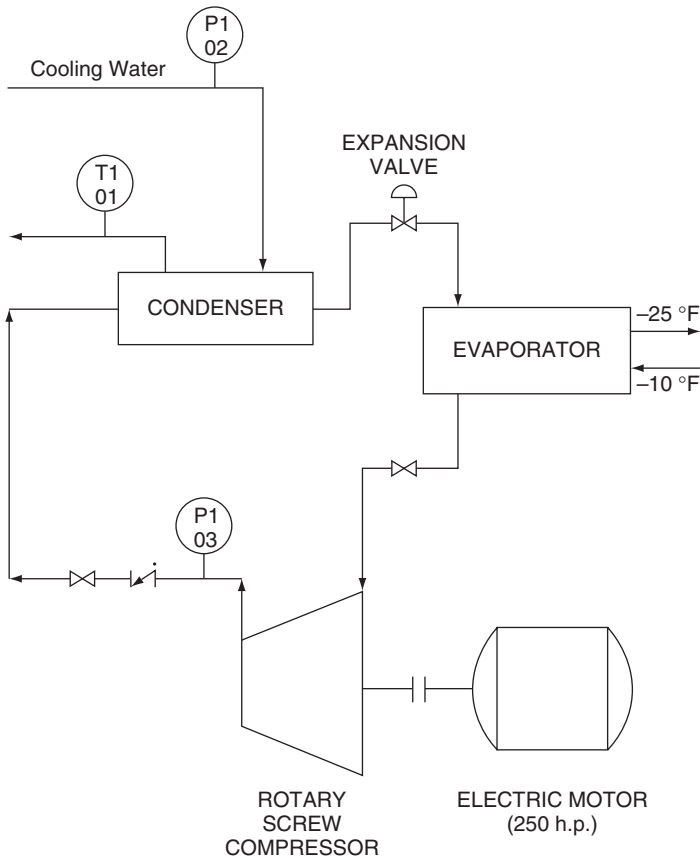 P1
02
Cooling Water
EXPANSION
VALVE
T1
01
CONDENSER
EVAPORATOR
–25 °F
–10 °F
P1
03
ROTARY
SCREW
COMPRESSOR
ELECTRIC MOTOR
(250 h.p.)